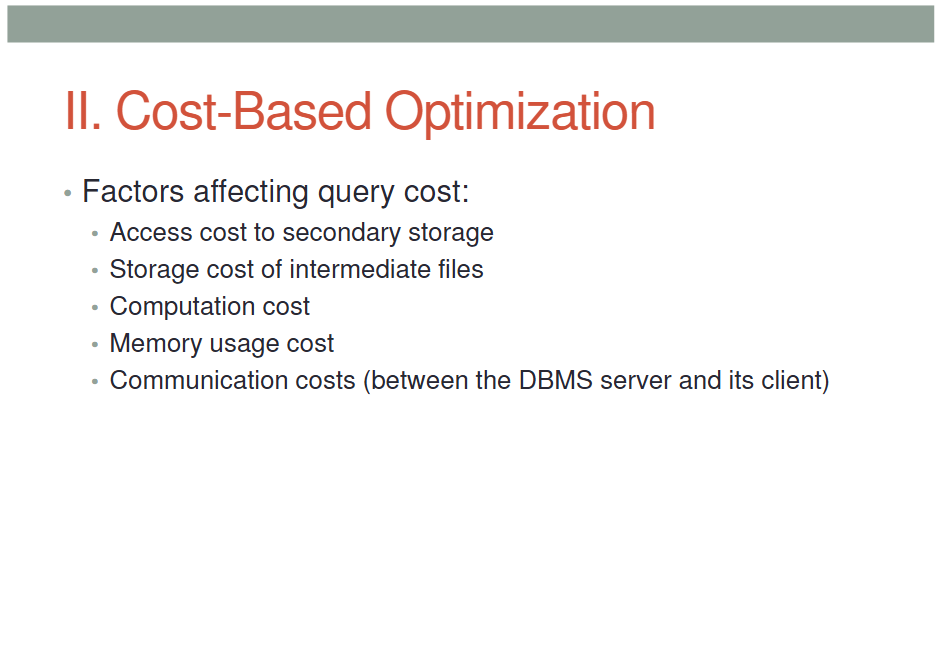 II. Cost-Based Optimization
• Factors affecting query cost:
• Access cost to secondary storage
• Storage cost of intermediate files
• Computation cost
• Memory usage cost
• Communication costs (between the DBMS server and its client)